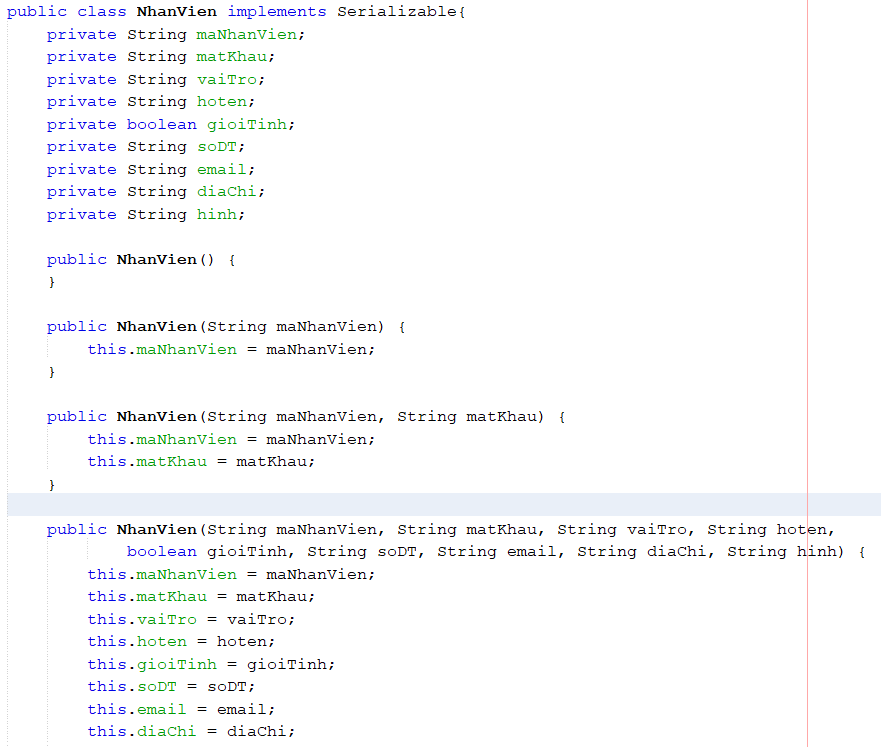 public class NhanVien implements Serializable{
private String maNhanVien;
private String matKhau;
private String vaiTro;
private String hoten;
private boolean gioiTinh;
private String soDT;
private String email;
private String diaChi;
private String hinh;
public NhanVien() {
}
public NhanVien(String maNhanVien) {
this.maNhanVien = maNhanVien;
}
public NhanVien(String maNhanVien, String matKhau) {
this.maNhanVien = maNhanVien;
this.matKhau = matKhau;
}
public NhanVien(String maNhanVien, String matKhau, String vaiTro, String hoten,
boolean gioiTinh, String soDT, String email, String diaChi, String hinh) {
this.maNhanVien = maNhanVien;
this.matKhau = matKhau;
this.vaiTro = vaiTro;
this.hoten = hoten;
this.gioiTinh = gioiTinh;
this.soDT = soDT;
this.email = email;
this.diaChi = diaChi;